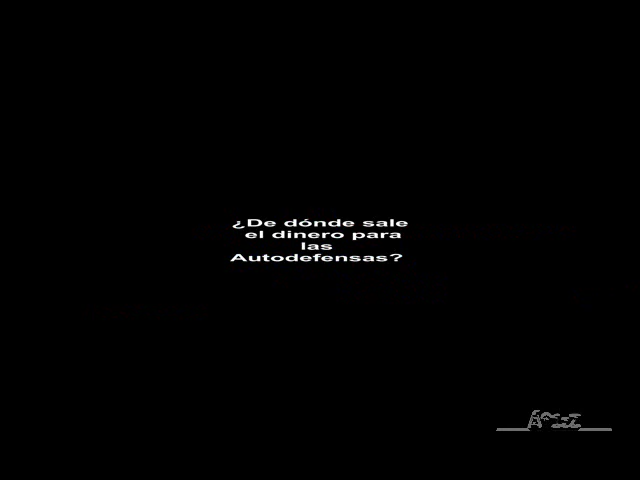 ¿De dónde sale
el dinero para
las
Autodefensas?